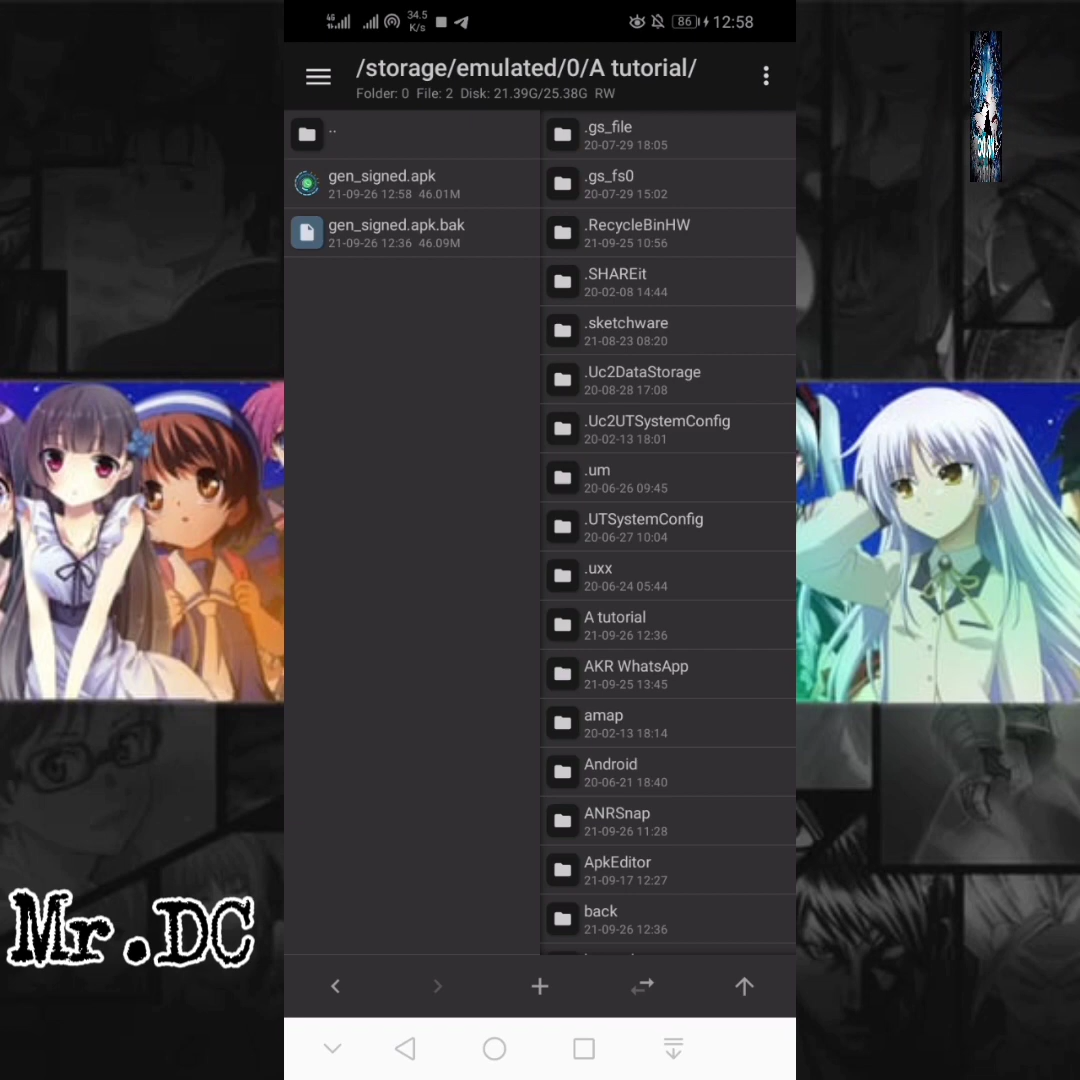 4G
34.5
K/s
86
12:58
/storage/emulated/0/A tutorial/
Folder: 0 File: 2 Disk: 21.39G/25.38G RW
..
gen_signed.apk
21-09-26 12:58 46.01M
gen_signed.apk.bak
21-09-26 12:36 46.09M
.gs_file
20-07-29 18:05
.gs_fs0
20-07-29 15:02
.RecycleBinHW
21-09-25 10:56
.SHAREit
20-02-08 14:44
.sketchware
21-08-23 08:20
.Uc2DataStorage
20-08-28 17:08
.Uc2UTSystemConfig
20-02-13 18:01
.um
20-06-26 09:45
.UTSystemConfig
20-06-27 10:04
.uxx
20-06-24 05:44
A tutorial
21-09-26 12:36
AKR WhatsApp
21-09-25 13:45
amap
20-02-13 18:14
Android
20-06-21 18:40
ANRSnap
21-09-26 11:28
ApkEditor
21-09-17 12:27
back
21-09-26 12:36
Mr.DC